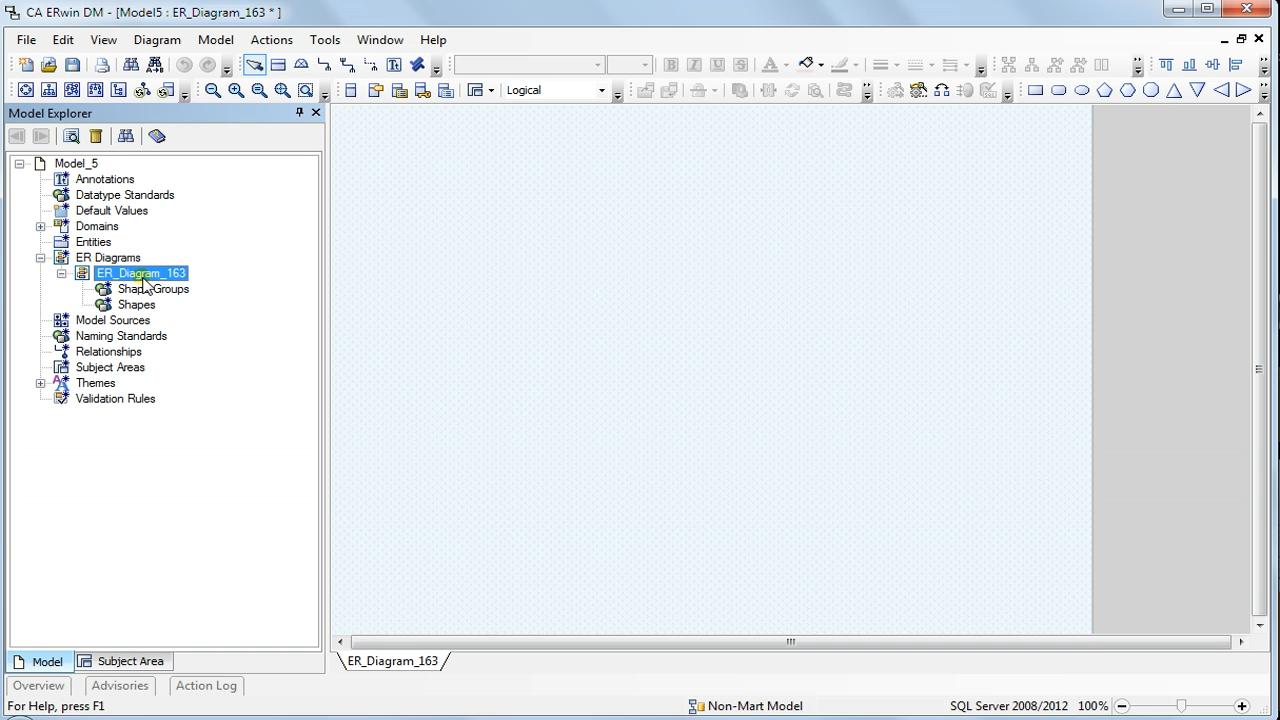 CA ERwin DM - [Model5 : ER_Diagram_163 * ]
File Edit View Diagram Model Actions Tools Window Help
Logical
Model Explorer
Model_5
Annotations
Datatype Standards
Default Values
Domains
Entities
ER Diagrams
ER_Diagram_163
Shape Groups
Shapes
Model Sources
Naming Standards
Relationships
Subject Areas
Themes
Validation Rules
Model Subject Area
ER_Diagram_163
Overview Advisories Action Log
For Help, press F1 Non-Mart Model SQL Server 2008/2012 100%